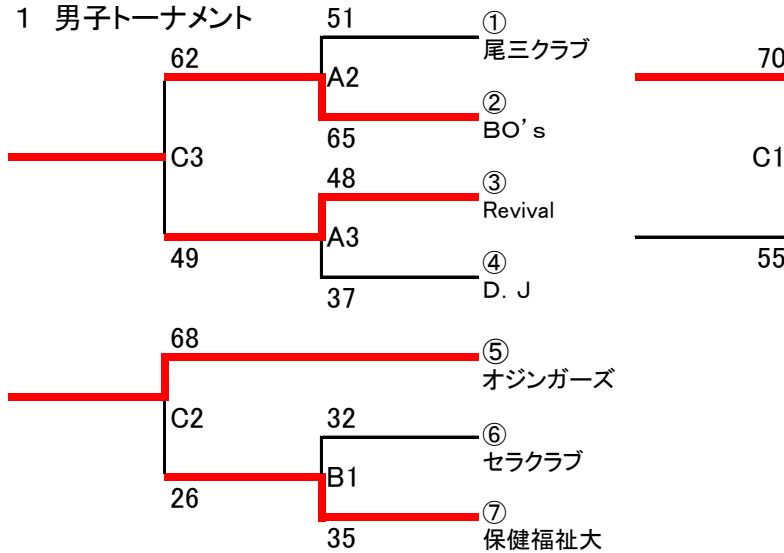 1 男子トーナメント
51
①
尾三クラブ
62
70
A2
②
BO's
65
C3
C1
48
③
Revival
A3
49
④
D.J
55
37
68
⑤
オジンガーズ
C2
32
⑥
セラクラブ
B1
26
⑦
35
保健福祉大